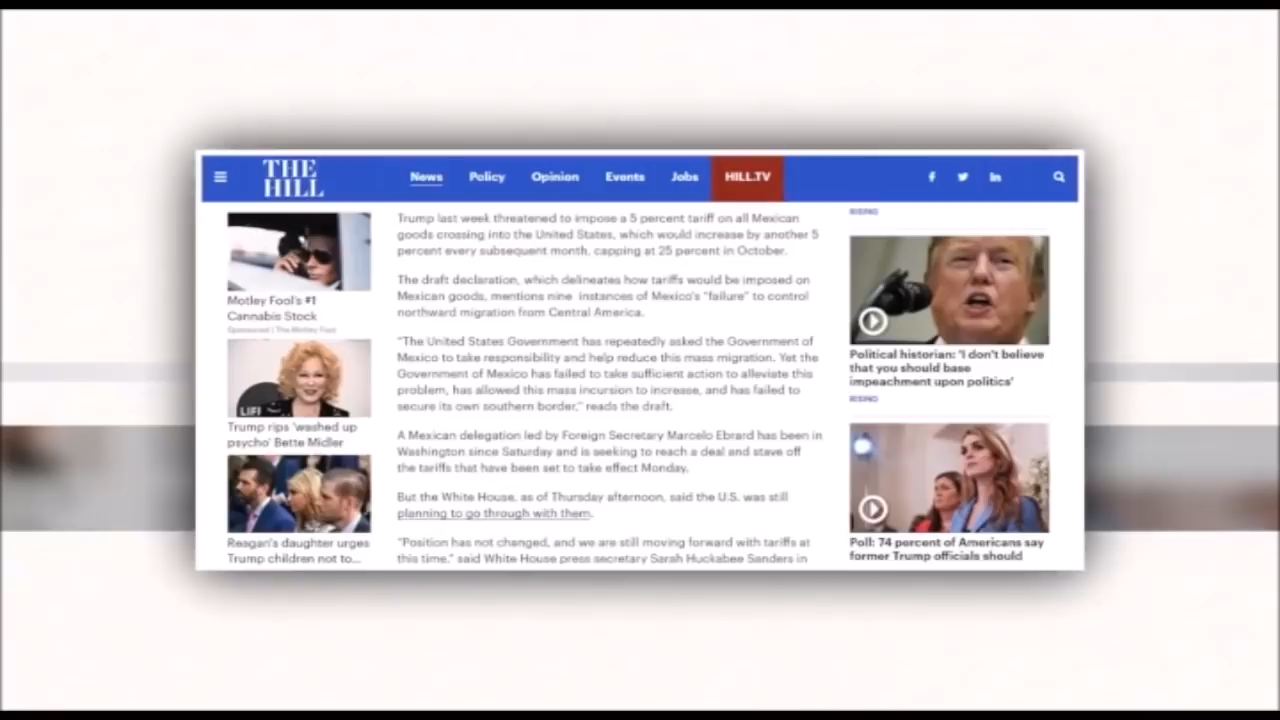 THE
HILL
News Policy Opinion Events Jobs HILL.TV
Motley Fool's #1
Cannabis Stock
Sponsored | The Motley Fool
LIFE
Trump rips 'washed up
psycho' Bette Midler
Reagan's daughter urges
Trump children not to...
Trump last week threatened to impose a 5 percent tariff on all Mexican
goods crossing into the United States, which would increase by another 5
percent every subsequent month, capping at 25 percent in October.
The draft declaration, which delineates how tariffs would be imposed on
Mexican goods, mentions nine instances of Mexico's "failure" to control
northward migration from Central America.
"The United States Government has repeatedly asked the Government of
Mexico to take responsibility and help reduce this mass migration. Yet the
Government of Mexico has failed to take sufficient action to alleviate this
problem, has allowed this mass incursion to increase, and has failed to
secure its own southern border," reads the draft.
A Mexican delegation led by Foreign Secretary Marcelo Ebrard has been in
Washington since Saturday and is seeking to reach a deal and stave off
the tariffs that have been set to take effect Monday.
But the White House, as of Thursday afternoon, said the U.S. was still
planning to go through with them.
"Position has not changed, and we are still moving forward with tariffs at
this time," said White House press secretary Sarah Huckabee Sanders in
RISING
Political historian: 'I don't believe
that you should base
impeachment upon politics'
RISING
Poll: 74 percent of Americans say
former Trump officials should